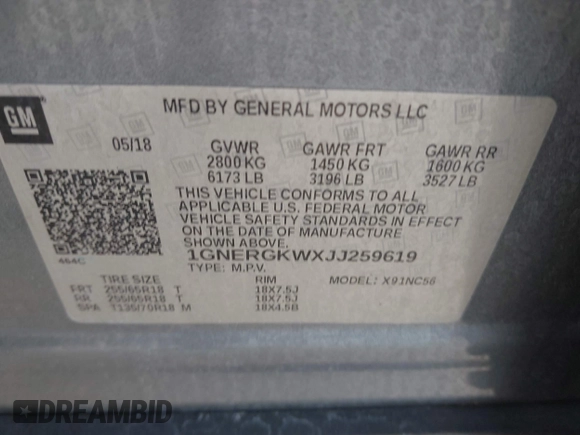 GM
MFD BY GENERAL MOTORS LLC
05/18 GVWR GAWR FRT GAWR RR
2800 KG 1450 KG 1600 KG
6173 LB 3196 LB 3527 LB
THIS VEHICLE CONFORMS TO ALL
APPLICABLE U.S. FEDERAL MOTOR
VEHICLE SAFETY STANDARDS IN EFFECT
ON THE DATE OF MANUFACTURE
SHOWN ABOVE.
464C
1GNERGKWXJJ259619
TYPE: M.P.V. MODEL: X91NC56
TIRE SIZE RIM
FRT 255/65R18 T 18X7.5J
RR 255/65R18 T 18X7.5J
SPA T135/70R18 M 18X4.5B
DREAMBID